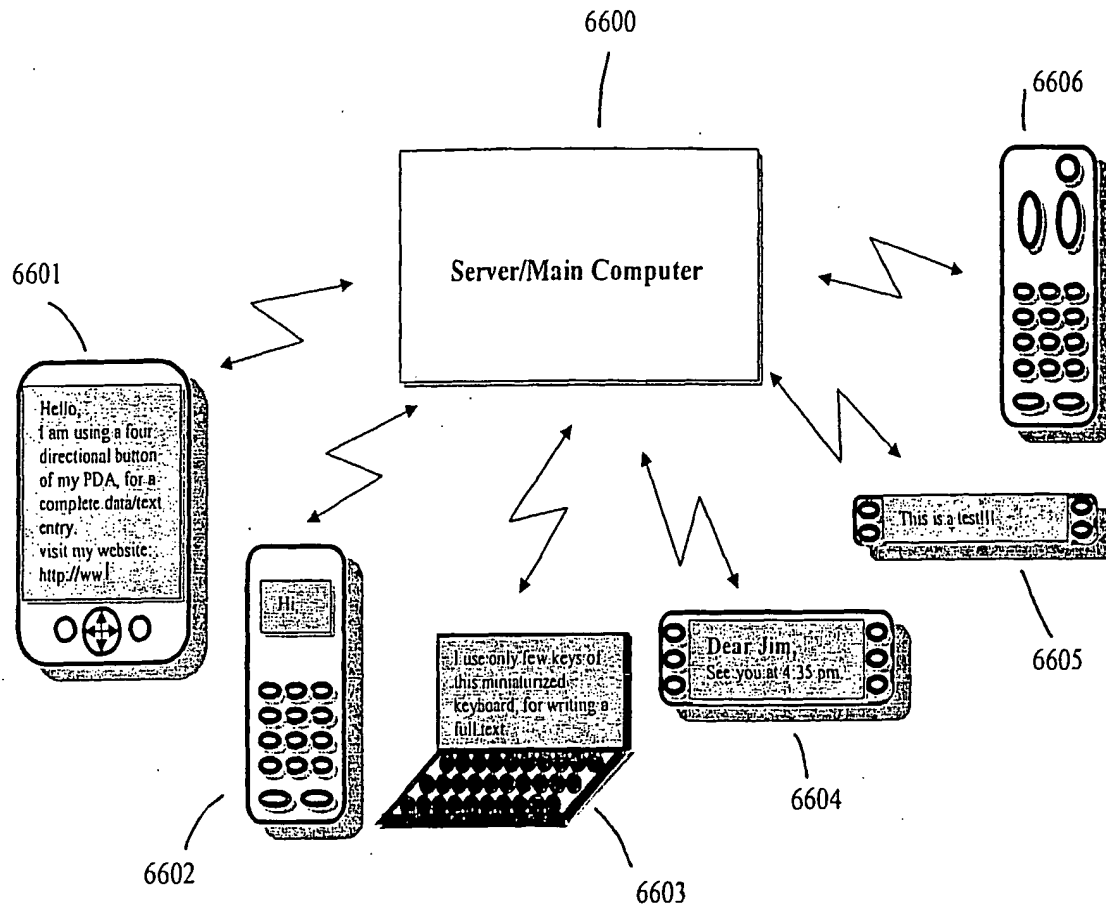 6600
6606
Server/Main Computer
6601
Hello,
I am using a four
directional button
of my PDA, for a
complete data/text
entry.
visit my website:
http://ww
This is a test!!!
Hi
6605
I use only few keys of
this miniaturized
keyboard, for writing a
full text.
Dear Jim,
See you at 4:35 pm.
6604
6602
6603